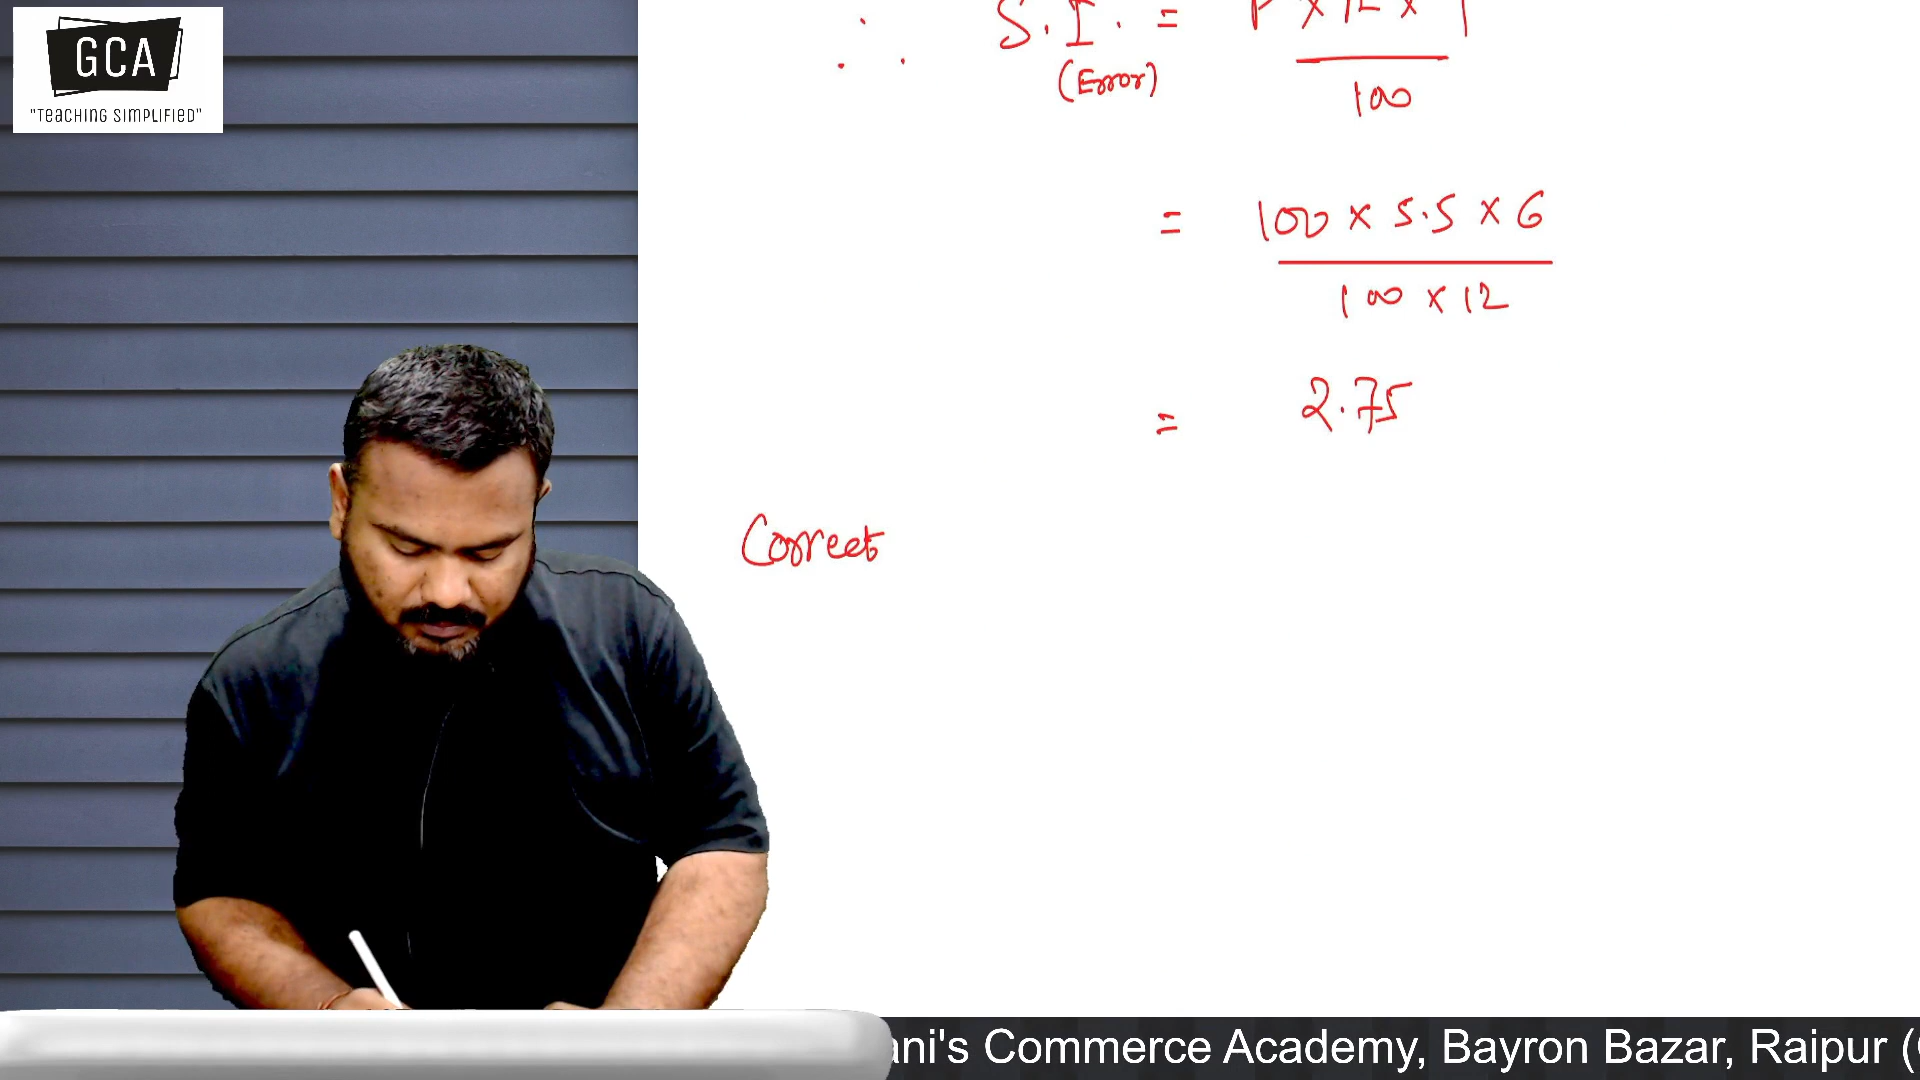 GCA
"Teaching Simplified"
∴ S.I. = P × R × T
(Error) 100
= 100 × 5.5 × 6
100 × 12
= 2.75
Correct
ani's Commerce Academy, Bayron Bazar, Raipur (